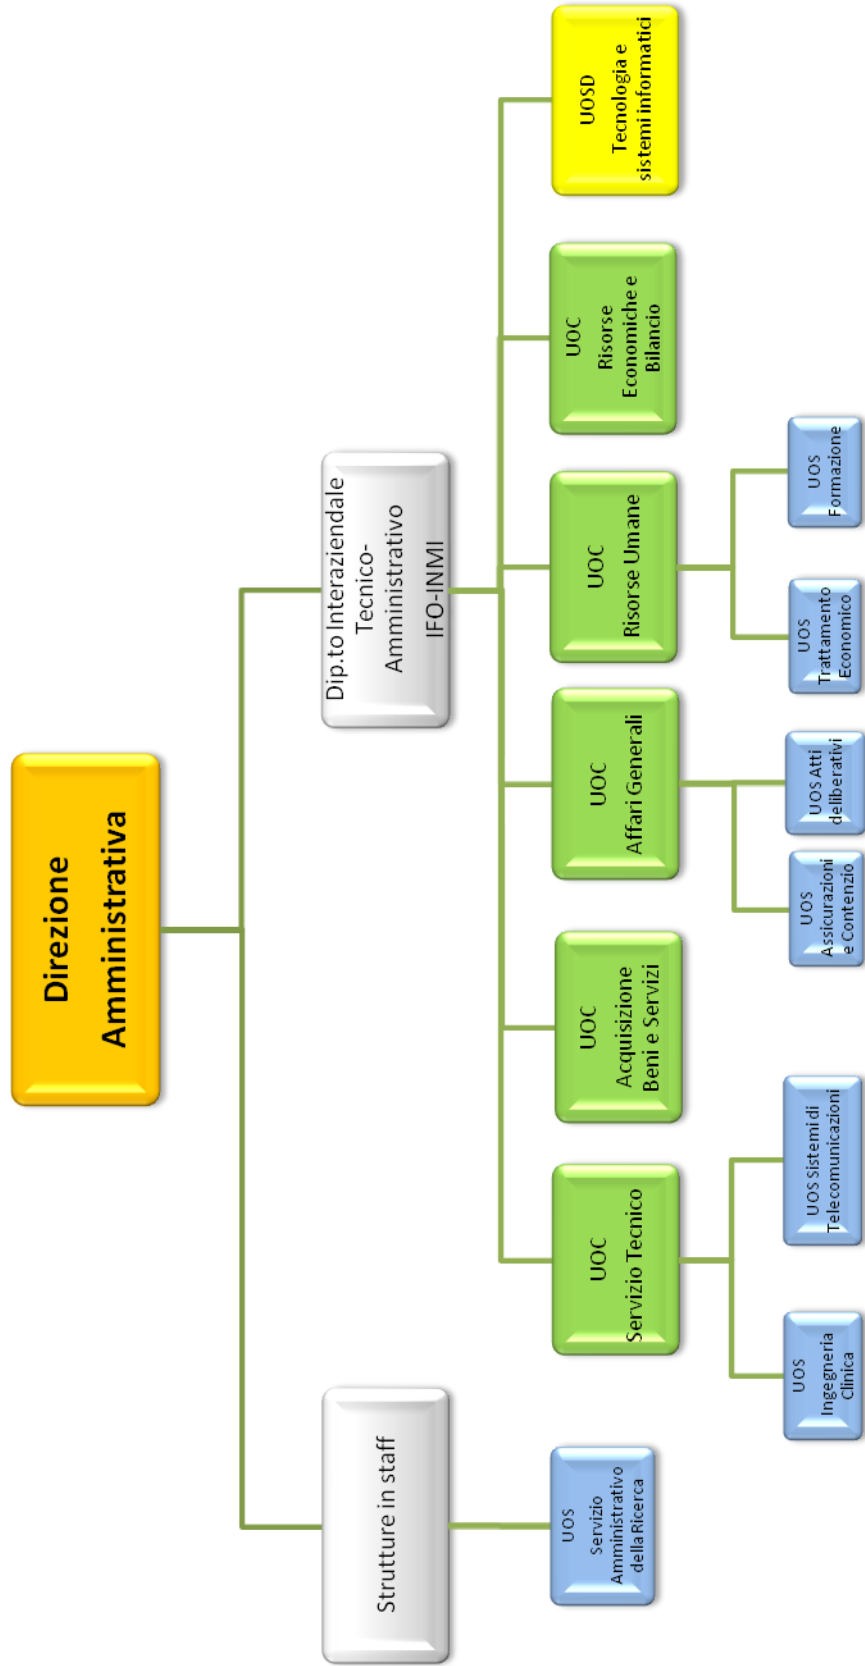 Direzione
Amministrativa
Strutture in staff
Dip.to Interaziendale
Tecnico-
Amministrativo
IFO-INMI
UOS
Servizio
Amministrativo
della Ricerca
UOC
Servizio Tecnico
UOC
Acquisizione
Beni e Servizi
UOC
Affari Generali
UOC
Risorse Umane
UOC
Risorse
Economiche e
Bilancio
UOSD
Tecnologia e
sistemi informatici
UOS
Ingegneria
Clinica
UOS Sistemi di
Telecomunicazioni
UOS
Assicurazioni
e Contenzio
UOS Atti
deliberativi
UOS
Trattamento
Economico
UOS
Formazione